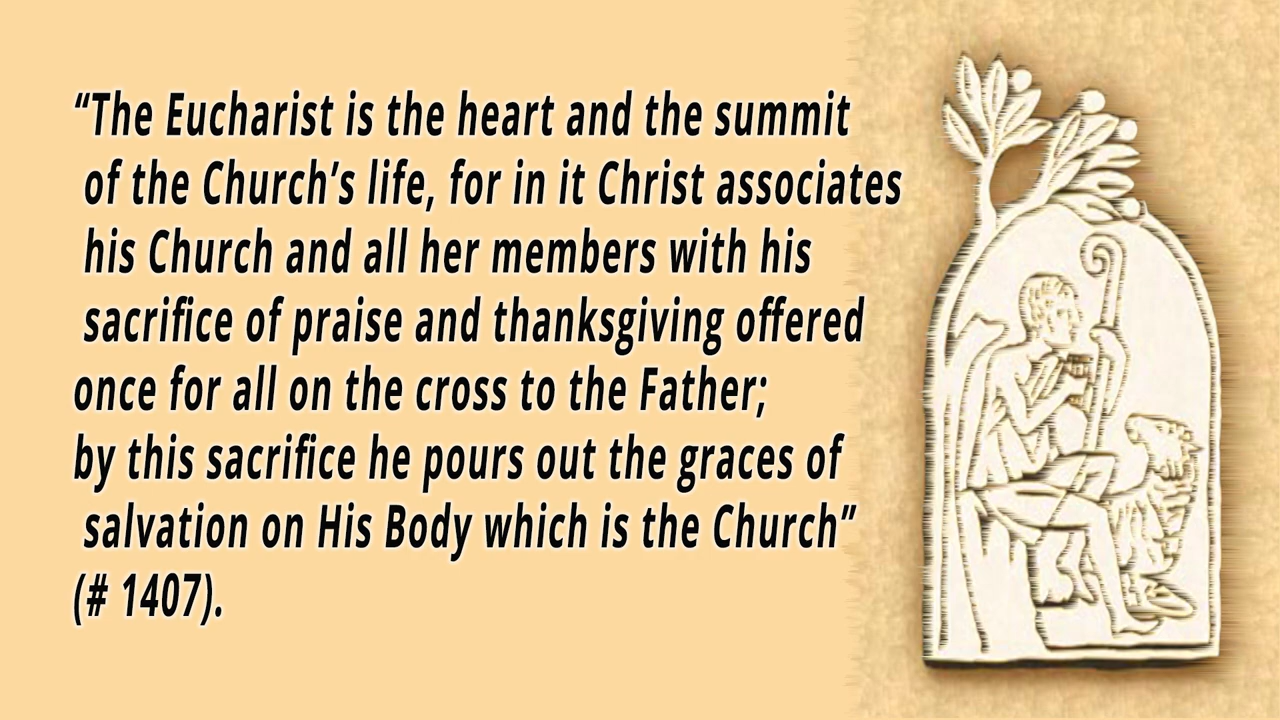 “The Eucharist is the heart and the summit
of the Church’s life, for in it Christ associates
his Church and all her members with his
sacrifice of praise and thanksgiving offered
once for all on the cross to the Father;
by this sacrifice he pours out the graces of
salvation on His Body which is the Church”
(# 1407).